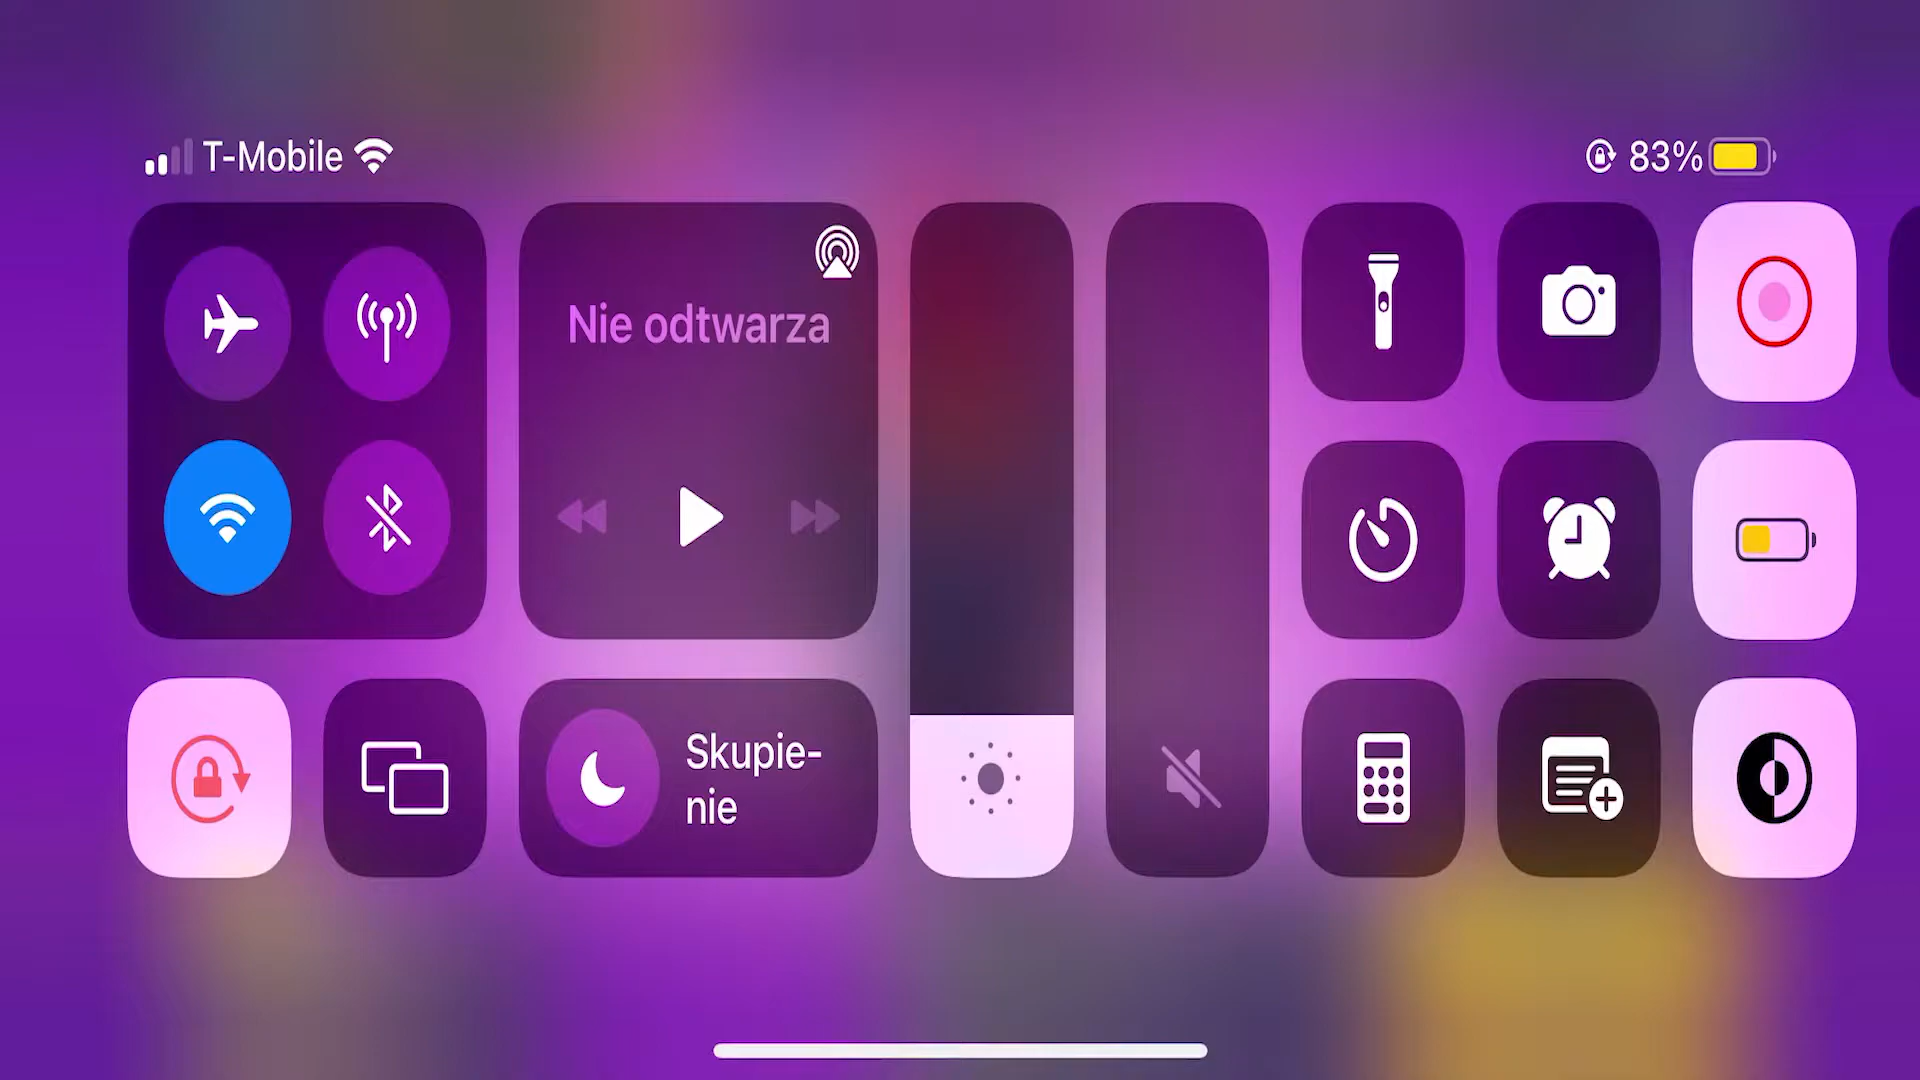 T-Mobile
83%
Nie odtwarza
Skupie-
nie